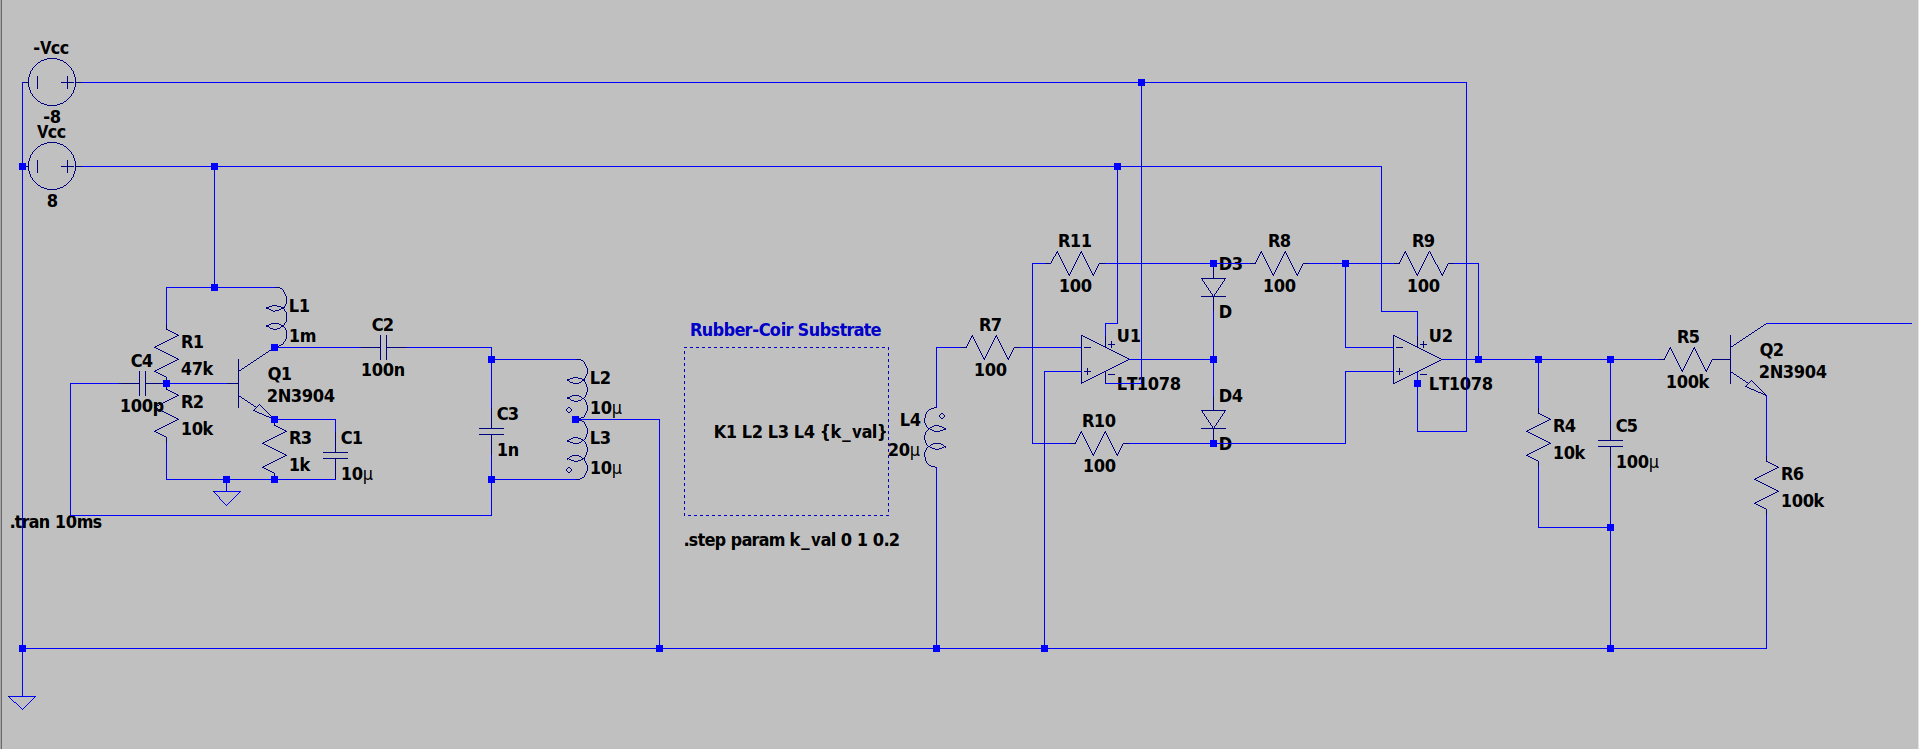 -Vcc
-8
Vcc
8
R11
100
D3
D
R8
100
R9
100
L1
1m
C2
100n
Rubber-Coir Substrate
R7
100
U1
LT1078
U2
LT1078
R5
100k
Q2
2N3904
C4
100p
R1
47k
Q1
2N3904
R2
10k
L2
10µ
C3
1n
L3
10µ
K1 L2 L3 L4 {k_val}
L4
20µ
R10
100
D4
D
R3
1k
C1
10µ
R4
10k
C5
100µ
R6
100k
.tran 10ms
.step param k_val 0 1 0.2